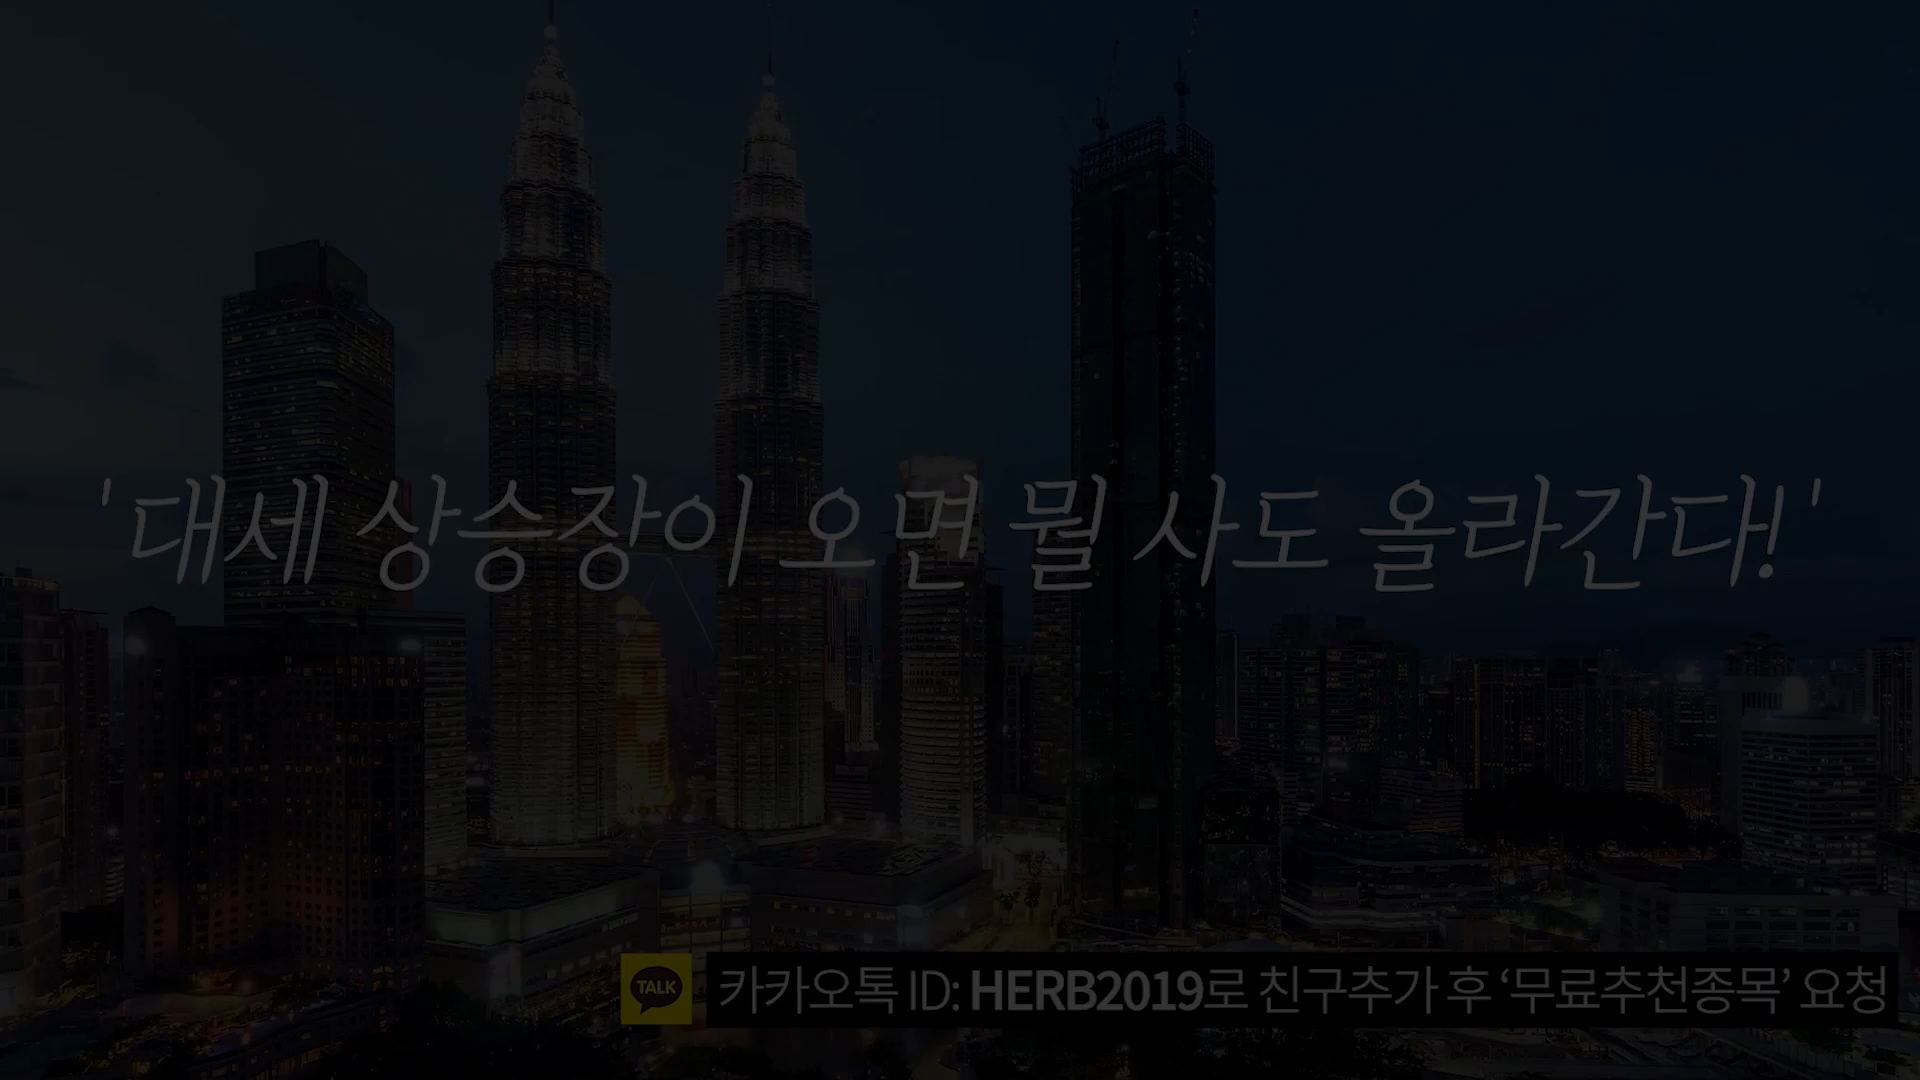 '대세 상승장이 오면 뭘 사도 올라간다!'
TALK
카카오톡 ID: HERB2019로 친구추가 후 ‘무료추천종목’ 요청